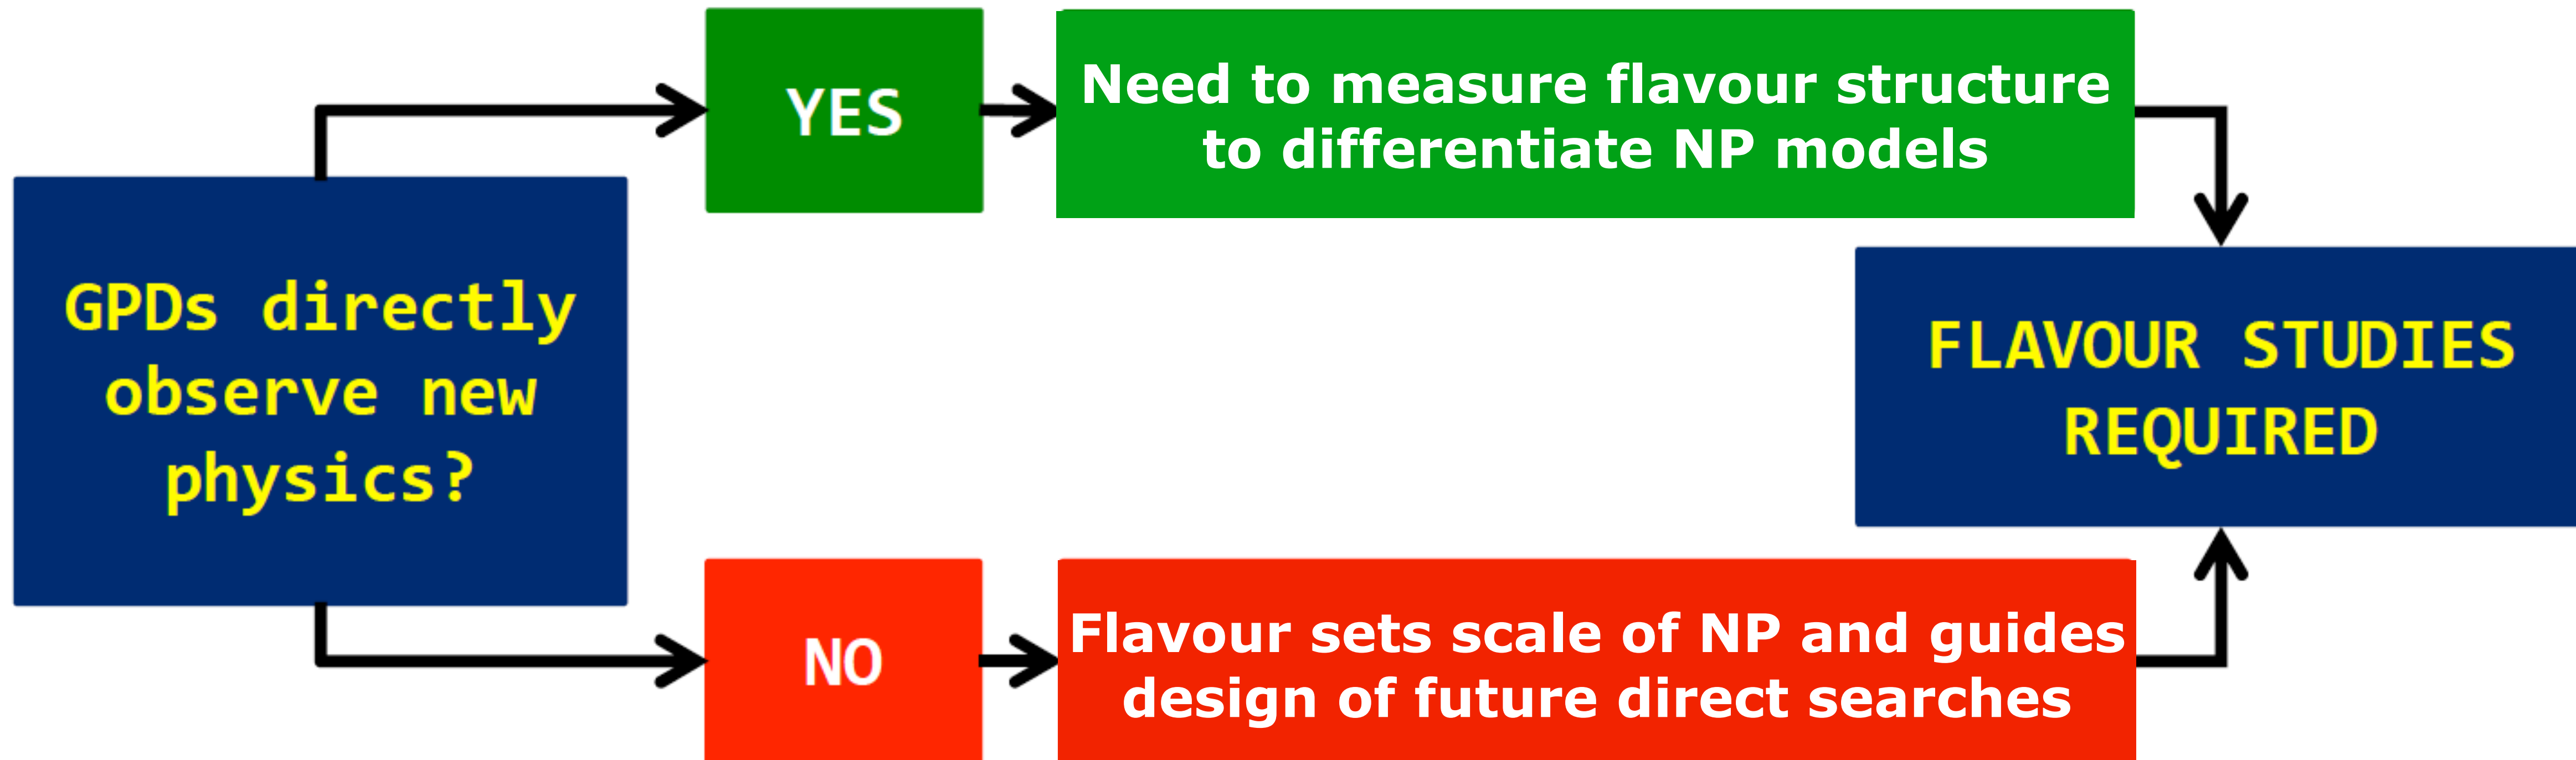 GPDs directly
observe new
physics?
YES
Need to measure flavour structure
to differentiate NP models
NO
Flavour sets scale of NP and guides
design of future direct searches
FLAVOUR STUDIES
REQUIRED